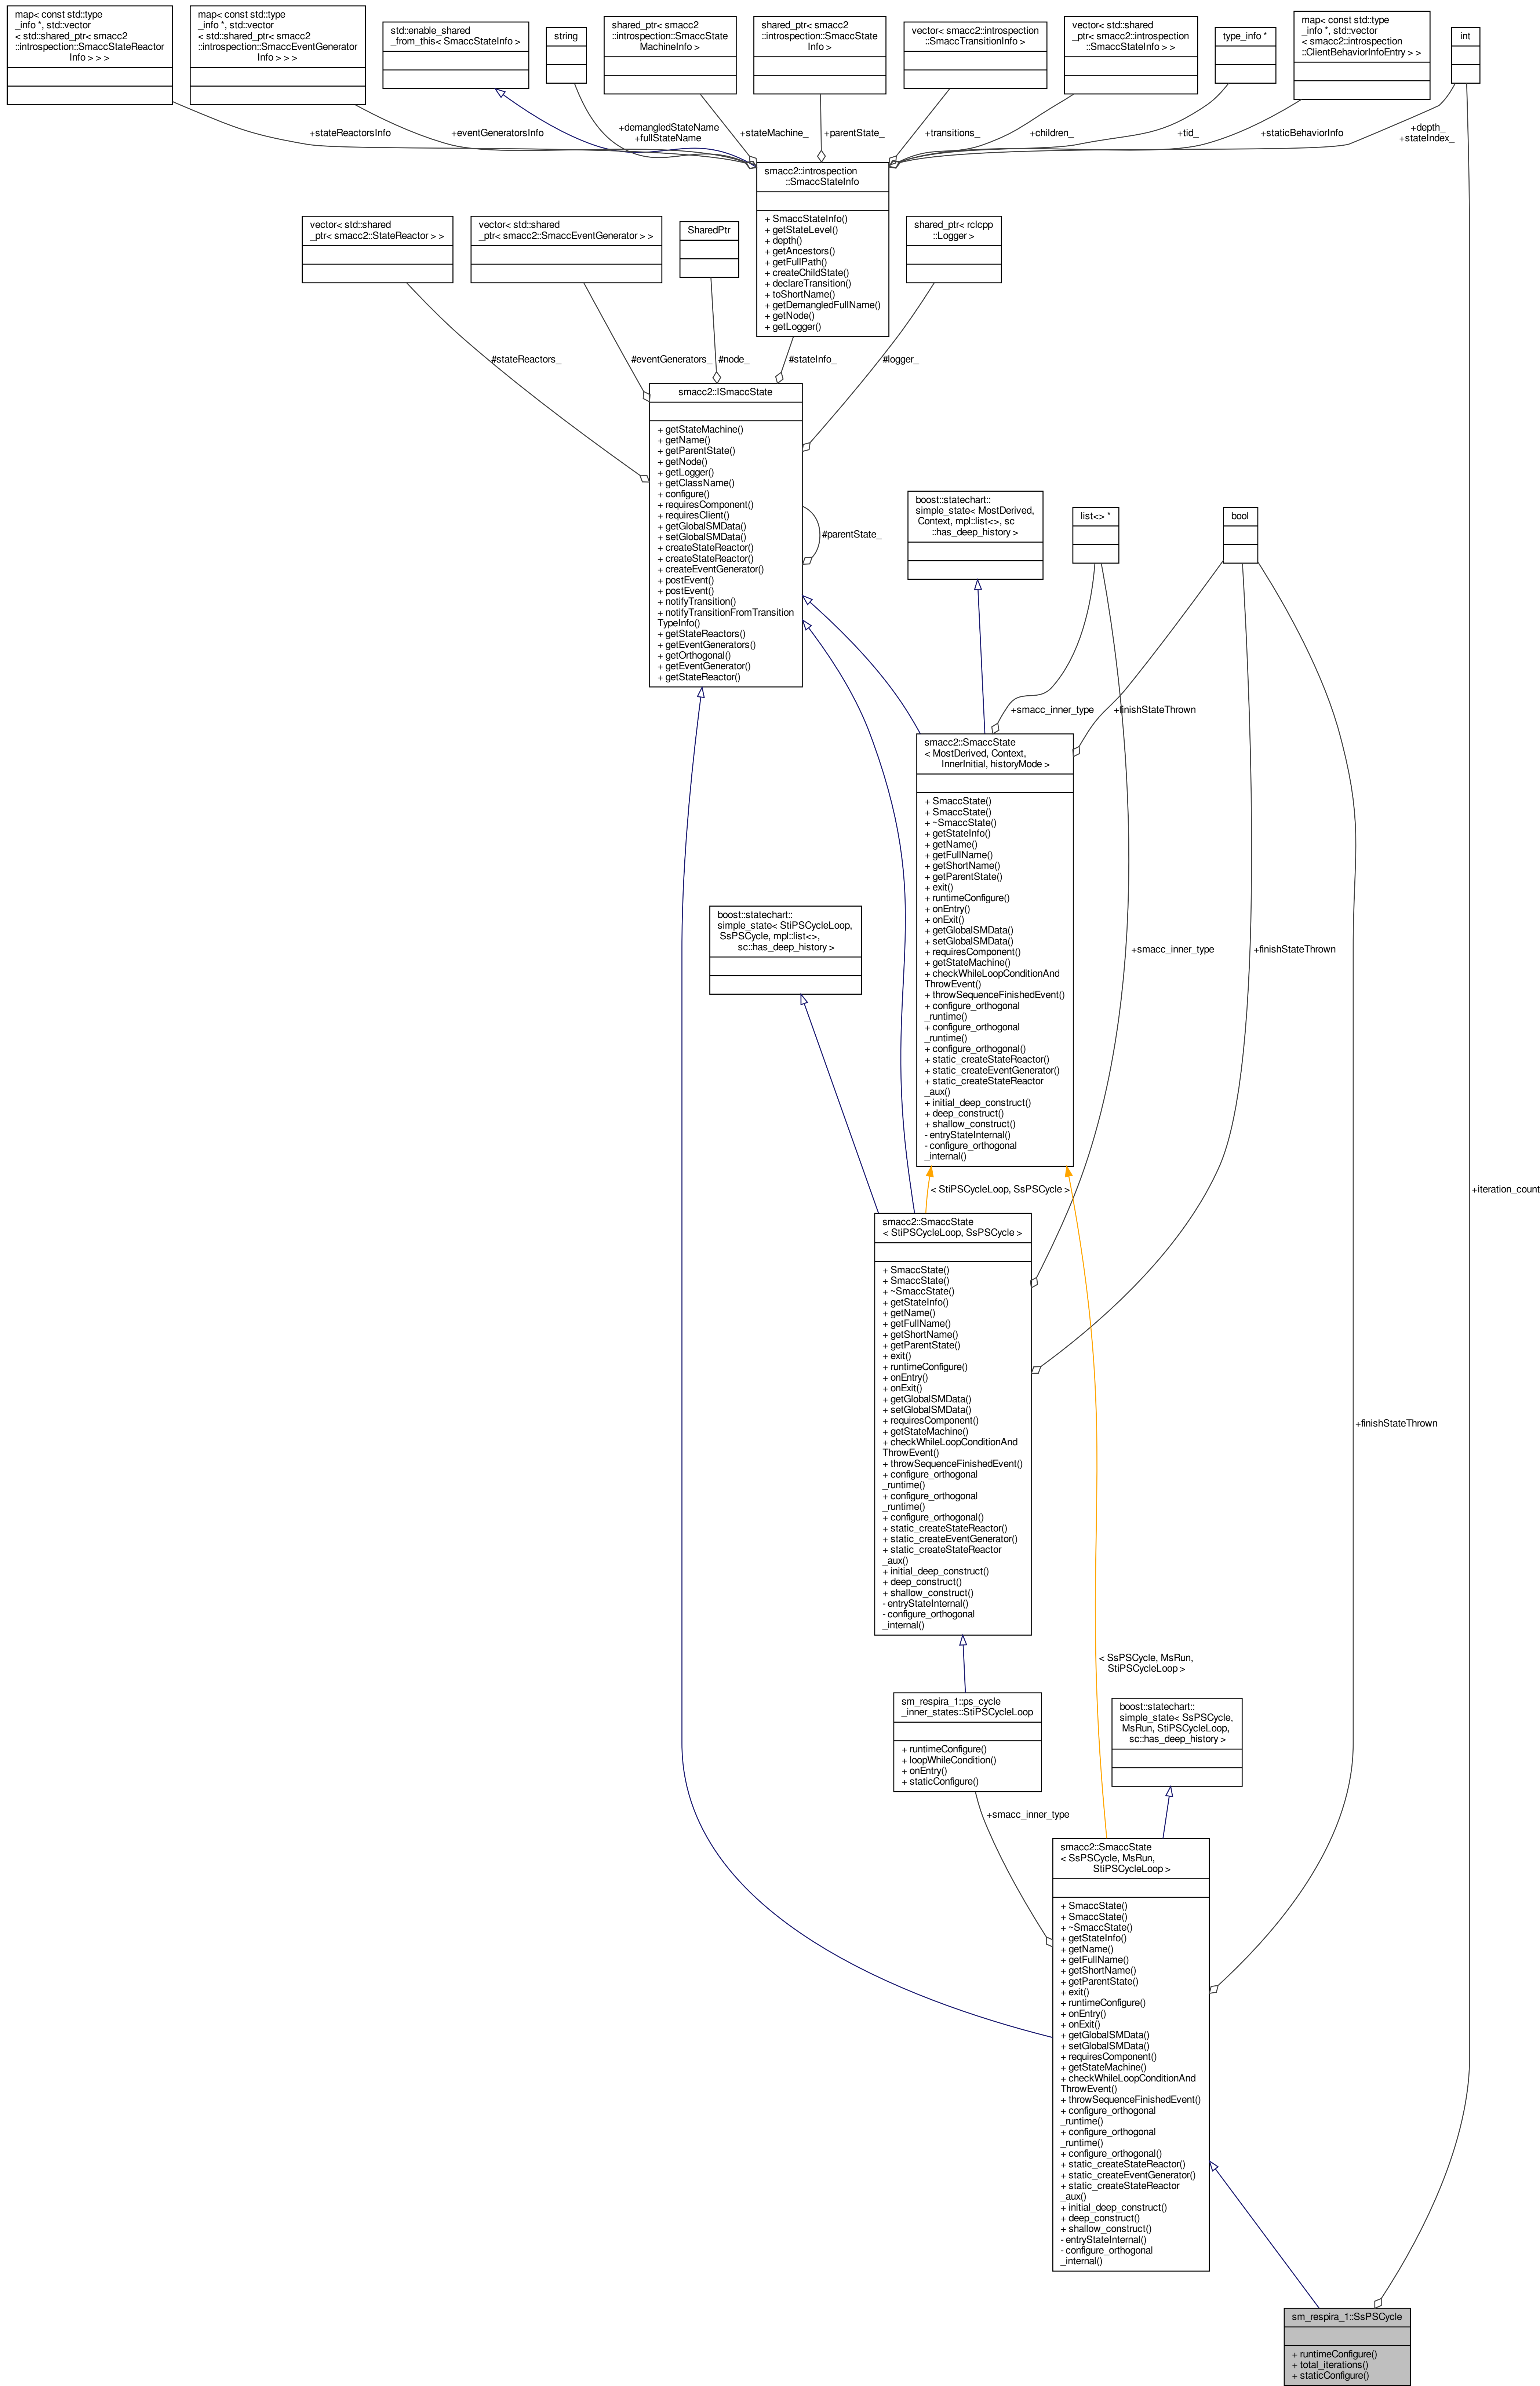 map< const std::type
_info *, std::vector
< std::shared_ptr< smacc2
::introspection::SmaccStateReactor
Info > > >
map< const std::type
_info *, std::vector
< std::shared_ptr< smacc2
::introspection::SmaccEventGenerator
Info > > >
std::enable_shared
_from_this< SmaccStateInfo >
string
shared_ptr< smacc2
::introspection::SmaccState
MachineInfo >
shared_ptr< smacc2
::introspection::SmaccState
Info >
vector< smacc2::introspection
::SmaccTransitionInfo >
vector< std::shared
_ptr< smacc2::introspection
::SmaccStateInfo > >
type_info *
map< const std::type
_info *, std::vector
< smacc2::introspection
::ClientBehaviorInfoEntry > >
int
+stateReactorsInfo
+eventGeneratorsInfo
+demangledStateName
+fullStateName
+stateMachine_
+parentState_
+transitions_
+children_
+tid_
+staticBehaviorInfo
+depth_
+stateIndex_
smacc2::introspection
::SmaccStateInfo
+ SmaccStateInfo()
+ getStateLevel()
+ depth()
+ getAncestors()
+ getFullPath()
+ createChildState()
+ declareTransition()
+ toShortName()
+ getDemangledFullName()
+ getNode()
+ getLogger()
vector< std::shared
_ptr< smacc2::StateReactor > >
vector< std::shared
_ptr< smacc2::SmaccEventGenerator > >
SharedPtr
shared_ptr< rclcpp
::Logger >
#stateReactors_
#eventGenerators_
#node_
#stateInfo_
#logger_
smacc2::ISmaccState
+ getStateMachine()
+ getName()
+ getParentState()
+ getNode()
+ getLogger()
+ getClassName()
+ configure()
+ requiresComponent()
+ requiresClient()
+ getGlobalSMData()
+ setGlobalSMData()
+ createStateReactor()
+ createStateReactor()
+ createEventGenerator()
+ postEvent()
+ postEvent()
+ notifyTransition()
+ notifyTransitionFromTransition
TypeInfo()
+ getStateReactors()
+ getEventGenerators()
+ getOrthogonal()
+ getEventGenerator()
+ getStateReactor()
#parentState_
boost::statechart::
simple_state< MostDerived,
Context, mpl::list<>, sc
::has_deep_history >
list<> *
bool
+smacc_inner_type
+finishStateThrown
smacc2::SmaccState
< MostDerived, Context,
InnerInitial, historyMode >
+ SmaccState()
+ SmaccState()
+ ~SmaccState()
+ getStateInfo()
+ getName()
+ getFullName()
+ getShortName()
+ getParentState()
+ exit()
+ runtimeConfigure()
+ onEntry()
+ onExit()
+ getGlobalSMData()
+ setGlobalSMData()
+ requiresComponent()
+ getStateMachine()
+ checkWhileLoopConditionAnd
ThrowEvent()
+ throwSequenceFinishedEvent()
+ configure_orthogonal
_runtime()
+ configure_orthogonal
_runtime()
+ configure_orthogonal()
+ static_createStateReactor()
+ static_createEventGenerator()
+ static_createStateReactor
_aux()
+ initial_deep_construct()
+ deep_construct()
+ shallow_construct()
- entryStateInternal()
- configure_orthogonal
_internal()
boost::statechart::
simple_state< StiPSCycleLoop,
SsPSCycle, mpl::list<>,
sc::has_deep_history >
+smacc_inner_type
+finishStateThrown
< StiPSCycleLoop, SsPSCycle >
+iteration_count
smacc2::SmaccState
< StiPSCycleLoop, SsPSCycle >
+ SmaccState()
+ SmaccState()
+ ~SmaccState()
+ getStateInfo()
+ getName()
+ getFullName()
+ getShortName()
+ getParentState()
+ exit()
+ runtimeConfigure()
+ onEntry()
+ onExit()
+ getGlobalSMData()
+ setGlobalSMData()
+ requiresComponent()
+ getStateMachine()
+ checkWhileLoopConditionAnd
ThrowEvent()
+ throwSequenceFinishedEvent()
+ configure_orthogonal
_runtime()
+ configure_orthogonal
_runtime()
+ configure_orthogonal()
+ static_createStateReactor()
+ static_createEventGenerator()
+ static_createStateReactor
_aux()
+ initial_deep_construct()
+ deep_construct()
+ shallow_construct()
- entryStateInternal()
- configure_orthogonal
_internal()
+finishStateThrown
< SsPSCycle, MsRun,
StiPSCycleLoop >
sm_respira_1::ps_cycle
_inner_states::StiPSCycleLoop
+ runtimeConfigure()
+ loopWhileCondition()
+ onEntry()
+ staticConfigure()
boost::statechart::
simple_state< SsPSCycle,
MsRun, StiPSCycleLoop,
sc::has_deep_history >
+smacc_inner_type
smacc2::SmaccState
< SsPSCycle, MsRun,
StiPSCycleLoop >
+ SmaccState()
+ SmaccState()
+ ~SmaccState()
+ getStateInfo()
+ getName()
+ getFullName()
+ getShortName()
+ getParentState()
+ exit()
+ runtimeConfigure()
+ onEntry()
+ onExit()
+ getGlobalSMData()
+ setGlobalSMData()
+ requiresComponent()
+ getStateMachine()
+ checkWhileLoopConditionAnd
ThrowEvent()
+ throwSequenceFinishedEvent()
+ configure_orthogonal
_runtime()
+ configure_orthogonal
_runtime()
+ configure_orthogonal()
+ static_createStateReactor()
+ static_createEventGenerator()
+ static_createStateReactor
_aux()
+ initial_deep_construct()
+ deep_construct()
+ shallow_construct()
- entryStateInternal()
- configure_orthogonal
_internal()
sm_respira_1::SsPSCycle
+ runtimeConfigure()
+ total_iterations()
+ staticConfigure()